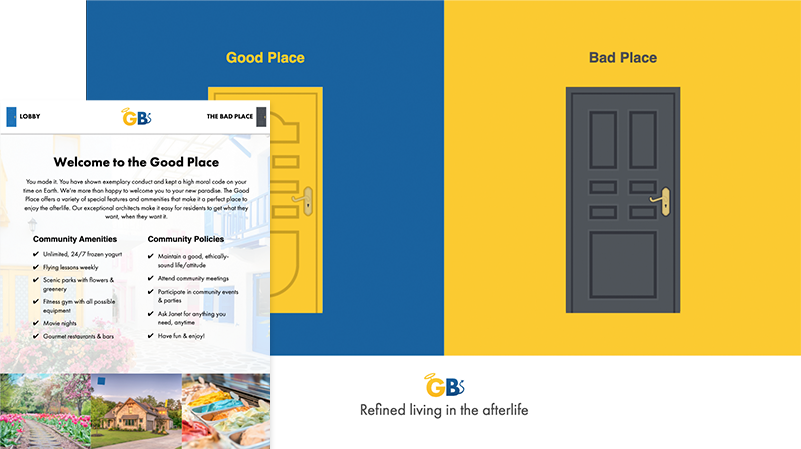 Good Place
Bad Place
LOBBY
GBs
THE BAD PLACE
Welcome to the Good Place
You made it. You have shown exemplary conduct and kept a high moral code on your
time on Earth. We're more than happy to welcome you to your new paradise. The Good
Place offers a variety of special features and ammenities that make it a perfect place to
enjoy the afterlife. Our exceptional architects make it easy for residents to get what they
want, when they want it.
Community Amenities
✔ Unlimited, 24/7 frozen yogurt
✔ Flying lessons weekly
✔ Scenic parks with flowers &
greenery
✔ Fitness gym with all possible
equipment
✔ Movie nights
✔ Gourmet restaurants & bars
Community Policies
✔ Maintain a good, ethically-
sound life/attitude
✔ Attend community meetings
✔ Participate in community events
& parties
✔ Ask Janet for anything you
need, anytime
✔ Have fun & enjoy!
GBs
Refined living in the afterlife